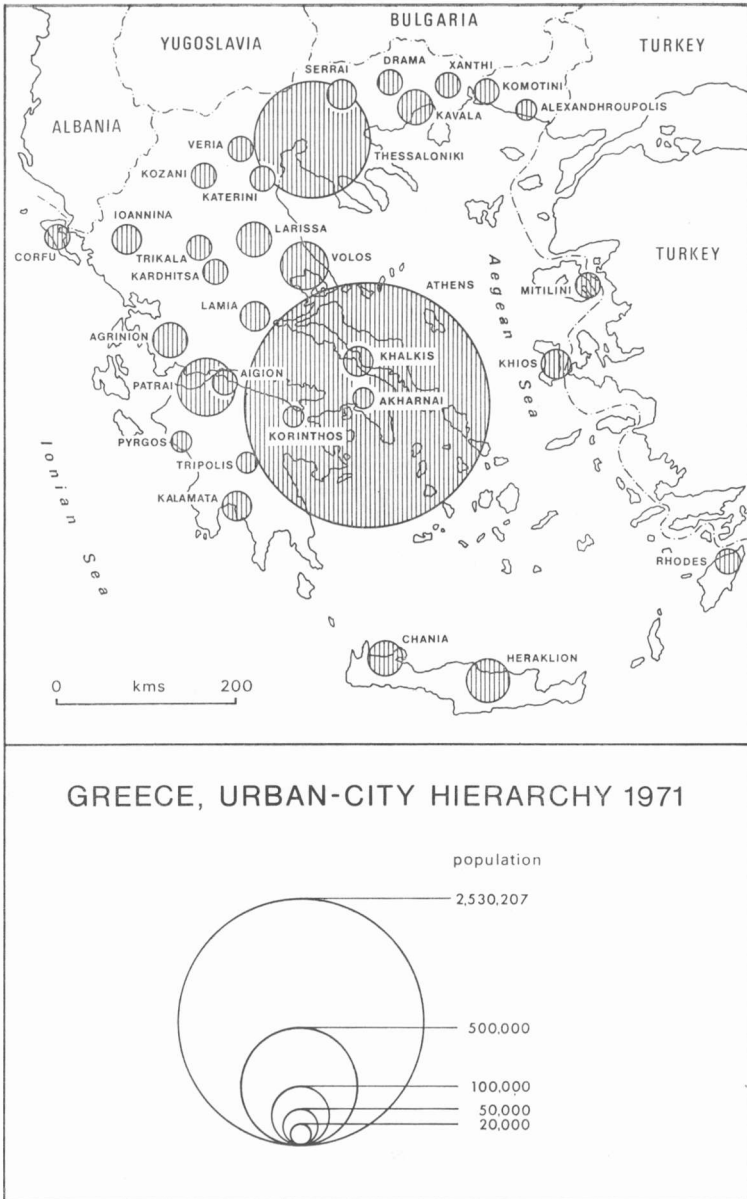 BULGARIA
YUGOSLAVIA
TURKEY
DRAMA
XANTHI
SERRAI
KOMOTINI
ALEXANDHROUPOLIS
KAVALA
ALBANIA
VERIA
THESSALONIKI
KOZANI
KATERINI
IOANNINA
LARISSA
CORFU
TRIKALA
VOLOS
TURKEY
KARDHITSA
ATHENS
MITILINI
LAMIA
Aegean Sea
AGRINION
KHALKIS
KHIOS
AIGION
PATRAI
AKHARNAI
KORINTHOS
PYRGOS
TRIPOLIS
Ionian Sea
KALAMATA
RHODES
CHANIA
HERAKLION
0 kms 200
GREECE, URBAN-CITY HIERARCHY 1971
population
2,530,207
500,000
100,000
50,000
20,000